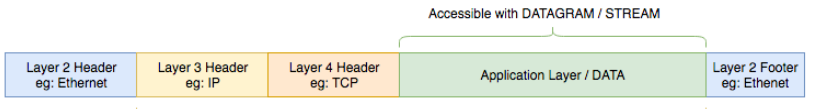 Accessible with DATAGRAM / STREAM
Layer 2 Header
eg: Ethernet
Layer 3 Header
eg: IP
Layer 4 Header
eg: TCP
Application Layer / DATA
Layer 2 Footer
eg: Ethenet